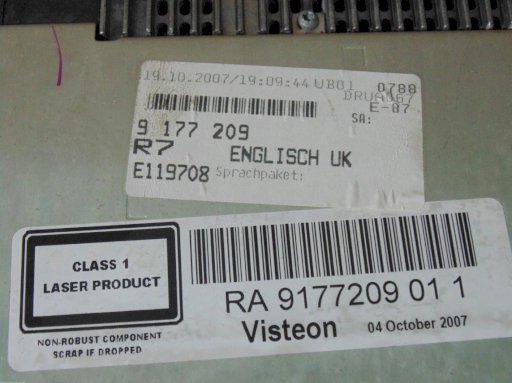 19.10.2007/19:09:44 UB01 0788
E-87
SA:
9 177 209
R7 ENGLISCH UK
E119708 Sprachpaket:
CLASS 1
LASER PRODUCT
NON-ROBUST COMPONENT
SCRAP IF DROPPED
RA 9177209 01 1
Visteon 04 October 2007